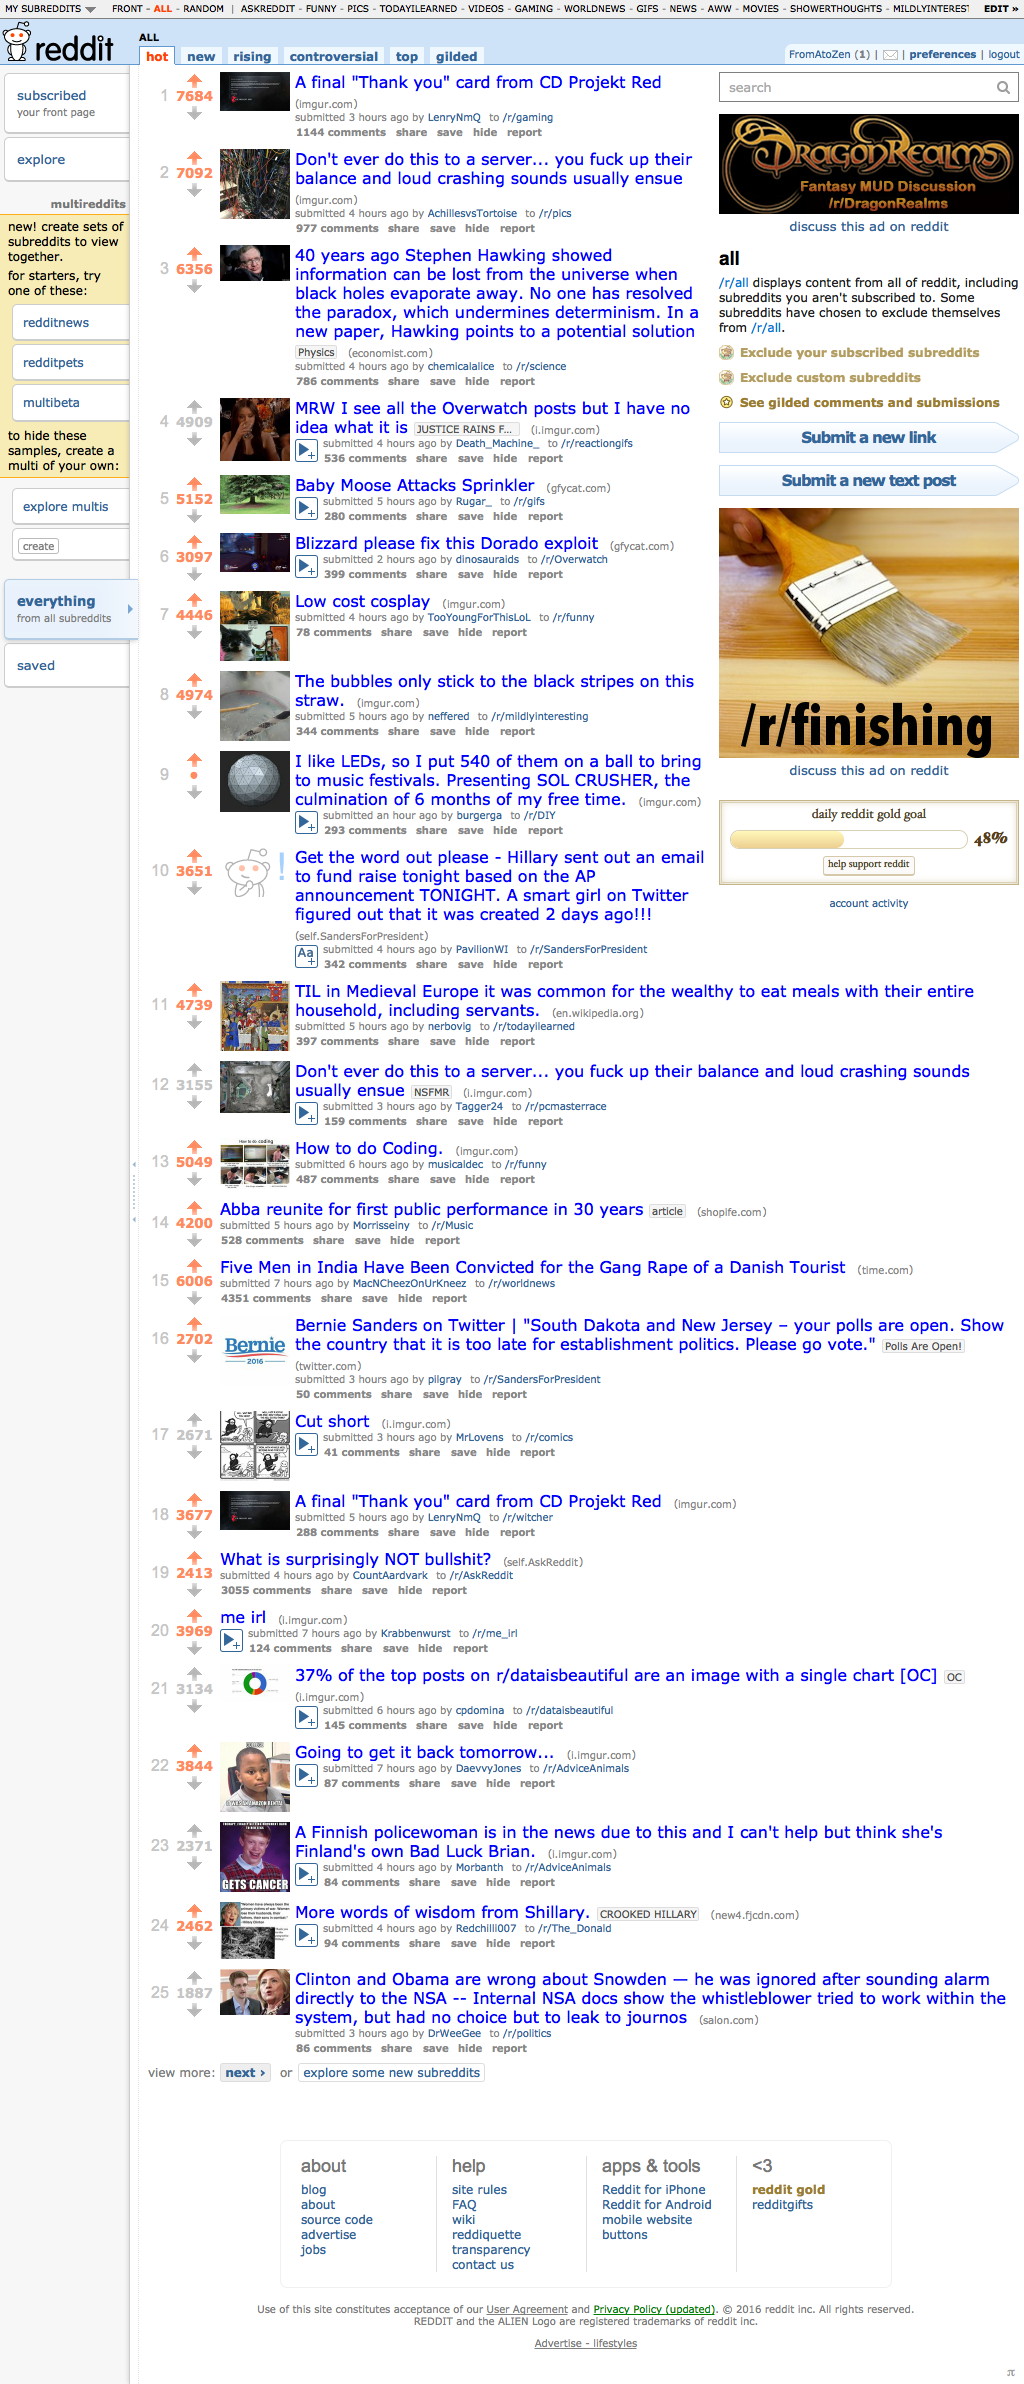 MY SUBREDDITS FRONT - ALL - RANDOM | ASKREDDIT - FUNNY - PICS - TODAYILEARNED - VIDEOS - GAMING - WORLDNEWS - GIFS - NEWS - AWW - MOVIES - SHOWERTHOUGHTS - MILDLYINTEREST EDIT »
reddit ALL
hot new rising controversial top gilded
FromAtoZen (1) | | preferences | logout
subscribed
your front page
explore
multireddits
new! create sets of
subreddits to view
together.
for starters, try
one of these:
redditnews
redditpets
multibeta
to hide these
samples, create a
multi of your own:
explore multis
create
everything
from all subreddits
saved
1 7684 A final "Thank you" card from CD Projekt Red
(imgur.com)
submitted 3 hours ago by LenryNmQ to /r/gaming
1144 comments share save hide report
2 7092 Don't ever do this to a server... you fuck up their
balance and loud crashing sounds usually ensue
(imgur.com)
submitted 4 hours ago by AchillesvsTortoise to /r/pics
977 comments share save hide report
3 6356 40 years ago Stephen Hawking showed
information can be lost from the universe when
black holes evaporate away. No one has resolved
the paradox, which undermines determinism. In a
new paper, Hawking points to a potential solution
Physics (economist.com)
submitted 4 hours ago by chemicalalice to /r/science
786 comments share save hide report
4 4909 MRW I see all the Overwatch posts but I have no
idea what it is JUSTICE RAINS F... (i.imgur.com)
submitted 4 hours ago by Death_Machine_ to /r/reactiongifs
536 comments share save hide report
5 5152 Baby Moose Attacks Sprinkler (gfycat.com)
submitted 5 hours ago by Rugar_ to /r/gifs
280 comments share save hide report
6 3097 Blizzard please fix this Dorado exploit (gfycat.com)
submitted 2 hours ago by dinosauraids to /r/Overwatch
399 comments share save hide report
7 4446 Low cost cosplay (imgur.com)
submitted 4 hours ago by TooYoungForThisLoL to /r/funny
78 comments share save hide report
8 4974 The bubbles only stick to the black stripes on this
straw. (imgur.com)
submitted 5 hours ago by neffered to /r/mildlyinteresting
344 comments share save hide report
9 • I like LEDs, so I put 540 of them on a ball to bring
to music festivals. Presenting SOL CRUSHER, the
culmination of 6 months of my free time. (imgur.com)
submitted an hour ago by burgerga to /r/DIY
293 comments share save hide report
10 3651 Get the word out please - Hillary sent out an email
to fund raise tonight based on the AP
announcement TONIGHT. A smart girl on Twitter
figured out that it was created 2 days ago!!!
(self.SandersForPresident)
Aa+ submitted 4 hours ago by PavilionWI to /r/SandersForPresident
342 comments share save hide report
search
DragonRealms
Fantasy MUD Discussion
/r/DragonRealms
discuss this ad on reddit
all
/r/all displays content from all of reddit, including
subreddits you aren't subscribed to. Some
subreddits have chosen to exclude themselves
from /r/all.
Exclude your subscribed subreddits
Exclude custom subreddits
See gilded comments and submissions
Submit a new link
Submit a new text post
/r/finishing
discuss this ad on reddit
daily reddit gold goal
48%
help support reddit
account activity
11 4739 TIL in Medieval Europe it was common for the wealthy to eat meals with their entire
household, including servants. (en.wikipedia.org)
submitted 5 hours ago by nerbovig to /r/todayilearned
397 comments share save hide report
12 3155 Don't ever do this to a server... you fuck up their balance and loud crashing sounds
usually ensue NSFMR (i.imgur.com)
submitted 3 hours ago by Tagger24 to /r/pcmasterrace
159 comments share save hide report
How to do coding
13 5049 How to do Coding. (imgur.com)
submitted 6 hours ago by musicaldec to /r/funny
487 comments share save hide report
14 4200 Abba reunite for first public performance in 30 years article (shopife.com)
submitted 5 hours ago by Morrisseiny to /r/Music
528 comments share save hide report
15 6006 Five Men in India Have Been Convicted for the Gang Rape of a Danish Tourist (time.com)
submitted 7 hours ago by MacNCheezOnUrKneez to /r/worldnews
4351 comments share save hide report
Bernie
2016
16 2702 Bernie Sanders on Twitter | "South Dakota and New Jersey – your polls are open. Show
the country that it is too late for establishment politics. Please go vote." Polls Are Open!
(twitter.com)
submitted 3 hours ago by pilgray to /r/SandersForPresident
50 comments share save hide report
17 2671 Cut short (i.imgur.com)
submitted 3 hours ago by MrLovens to /r/comics
41 comments share save hide report
18 3677 A final "Thank you" card from CD Projekt Red (imgur.com)
submitted 5 hours ago by LenryNmQ to /r/witcher
288 comments share save hide report
19 2413 What is surprisingly NOT bullshit? (self.AskReddit)
submitted 4 hours ago by CountAardvark to /r/AskReddit
3055 comments share save hide report
20 3969 me irl (i.imgur.com)
submitted 7 hours ago by Krabbenwurst to /r/me_irl
124 comments share save hide report
21 3134 37% of the top posts on r/dataisbeautiful are an image with a single chart [OC] OC
(i.imgur.com)
submitted 6 hours ago by cpdomina to /r/dataisbeautiful
145 comments share save hide report
22 3844 Going to get it back tomorrow... (i.imgur.com)
submitted 7 hours ago by DaevvyJones to /r/AdviceAnimals
87 comments share save hide report
23 2371 A Finnish policewoman is in the news due to this and I can't help but think she's
Finland's own Bad Luck Brian. (i.imgur.com)
submitted 4 hours ago by Morbanth to /r/AdviceAnimals
84 comments share save hide report
GETS CANCER
24 2462 More words of wisdom from Shillary. CROOKED HILLARY (new4.fjcdn.com)
submitted 4 hours ago by Redchilli007 to /r/The_Donald
94 comments share save hide report
25 1887 Clinton and Obama are wrong about Snowden — he was ignored after sounding alarm
directly to the NSA -- Internal NSA docs show the whistleblower tried to work within the
system, but had no choice but to leak to journos (salon.com)
submitted 3 hours ago by DrWeeGee to /r/politics
86 comments share save hide report
view more: next › or explore some new subreddits
about
blog
about
source code
advertise
jobs
help
site rules
FAQ
wiki
reddiquette
transparency
contact us
apps & tools
Reddit for iPhone
Reddit for Android
mobile website
buttons
<3
reddit gold
redditgifts
Use of this site constitutes acceptance of our User Agreement and Privacy Policy (updated). © 2016 reddit inc. All rights reserved.
REDDIT and the ALIEN Logo are registered trademarks of reddit inc.
Advertise - lifestyles
π